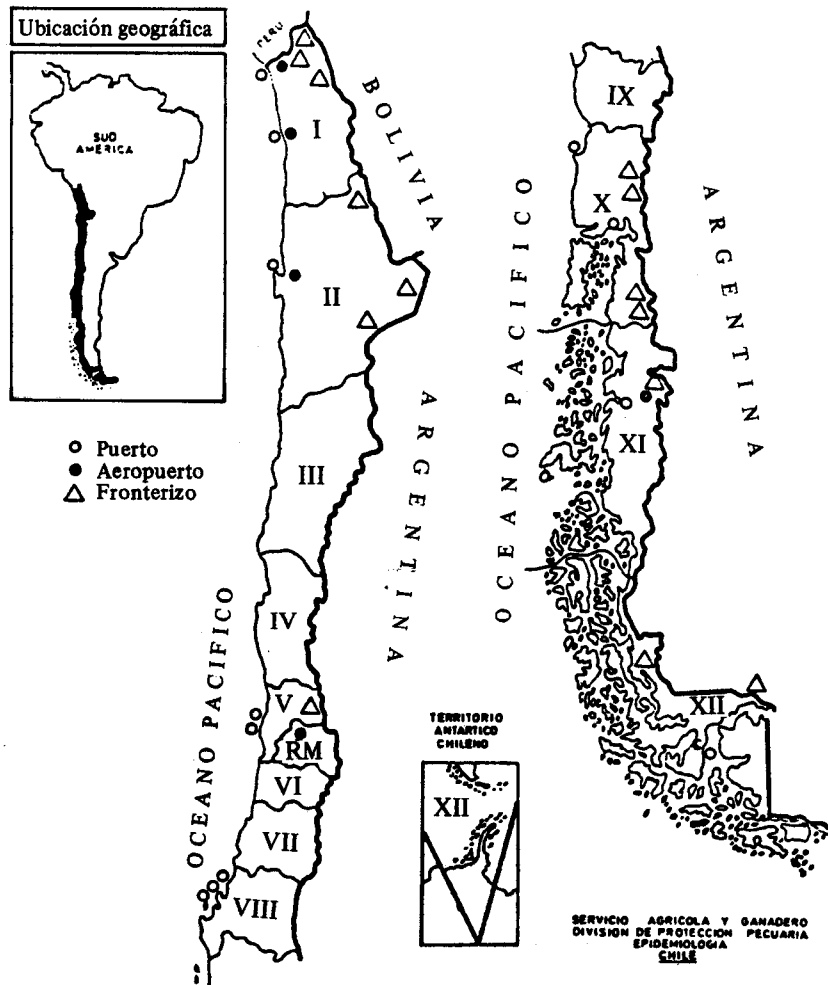 Ubicación geográfica
SUD
AMERICA
Puerto
Aeropuerto
Fronterizo
PERU
BOLIVIA
ARGENTINA
OCEANO PACIFICO
I
II
III
IV
V
RM
VI
VII
VIII
OCEANO PACIFICO
ARGENTINA
IX
X
XI
XII
TERRITORIO
ANTARTICO
CHILENO
XII
SERVICIO AGRICOLA Y GANADERO
DIVISION DE PROTECCION PECUARIA
EPIDEMIOLOGIA
CHILE